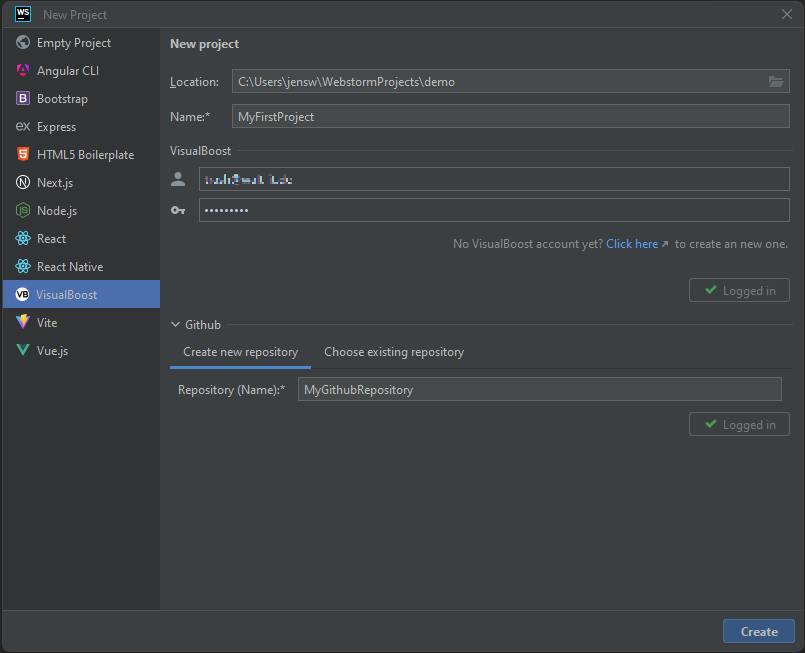 WS New Project
Empty Project
Angular CLI
B Bootstrap
ex Express
5 HTML5 Boilerplate
N Next.js
JS Node.js
React
React Native
VB VisualBoost
Vite
Vue.js
New project
Location: C:\Users\jensw\WebstormProjects\demo
Name:* MyFirstProject
VisualBoost
•••••••••
No VisualBoost account yet? Click here ↗ to create an new one.
Logged in
Github
Create new repository Choose existing repository
Repository (Name):* MyGithubRepository
Logged in
Create